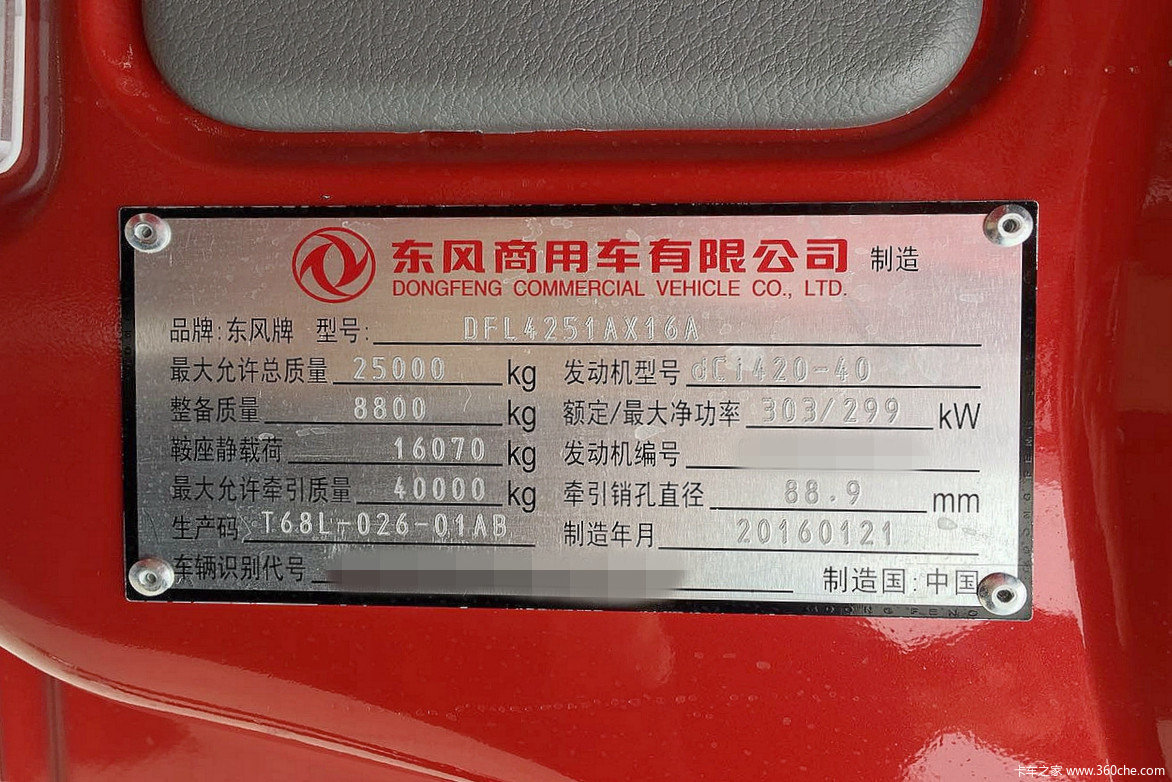 东风商用车有限公司 制造
DONGFENG COMMERCIAL VEHICLE CO., LTD.
品牌:东风牌 型号: DFL4251AX16A
最大允许总质量 25000 kg 发动机型号 dCi420-40
整备质量 8800 kg 额定/最大净功率 303/299 kW
鞍座静载荷 16070 kg 发动机编号
最大允许牵引质量 40000 kg 牵引销孔直径 88.9 mm
生产码 T68L-026-01AB 制造年月 20160121
车辆识别代号 制造国:中国
DONG FENG
卡车之家 www.360che.com